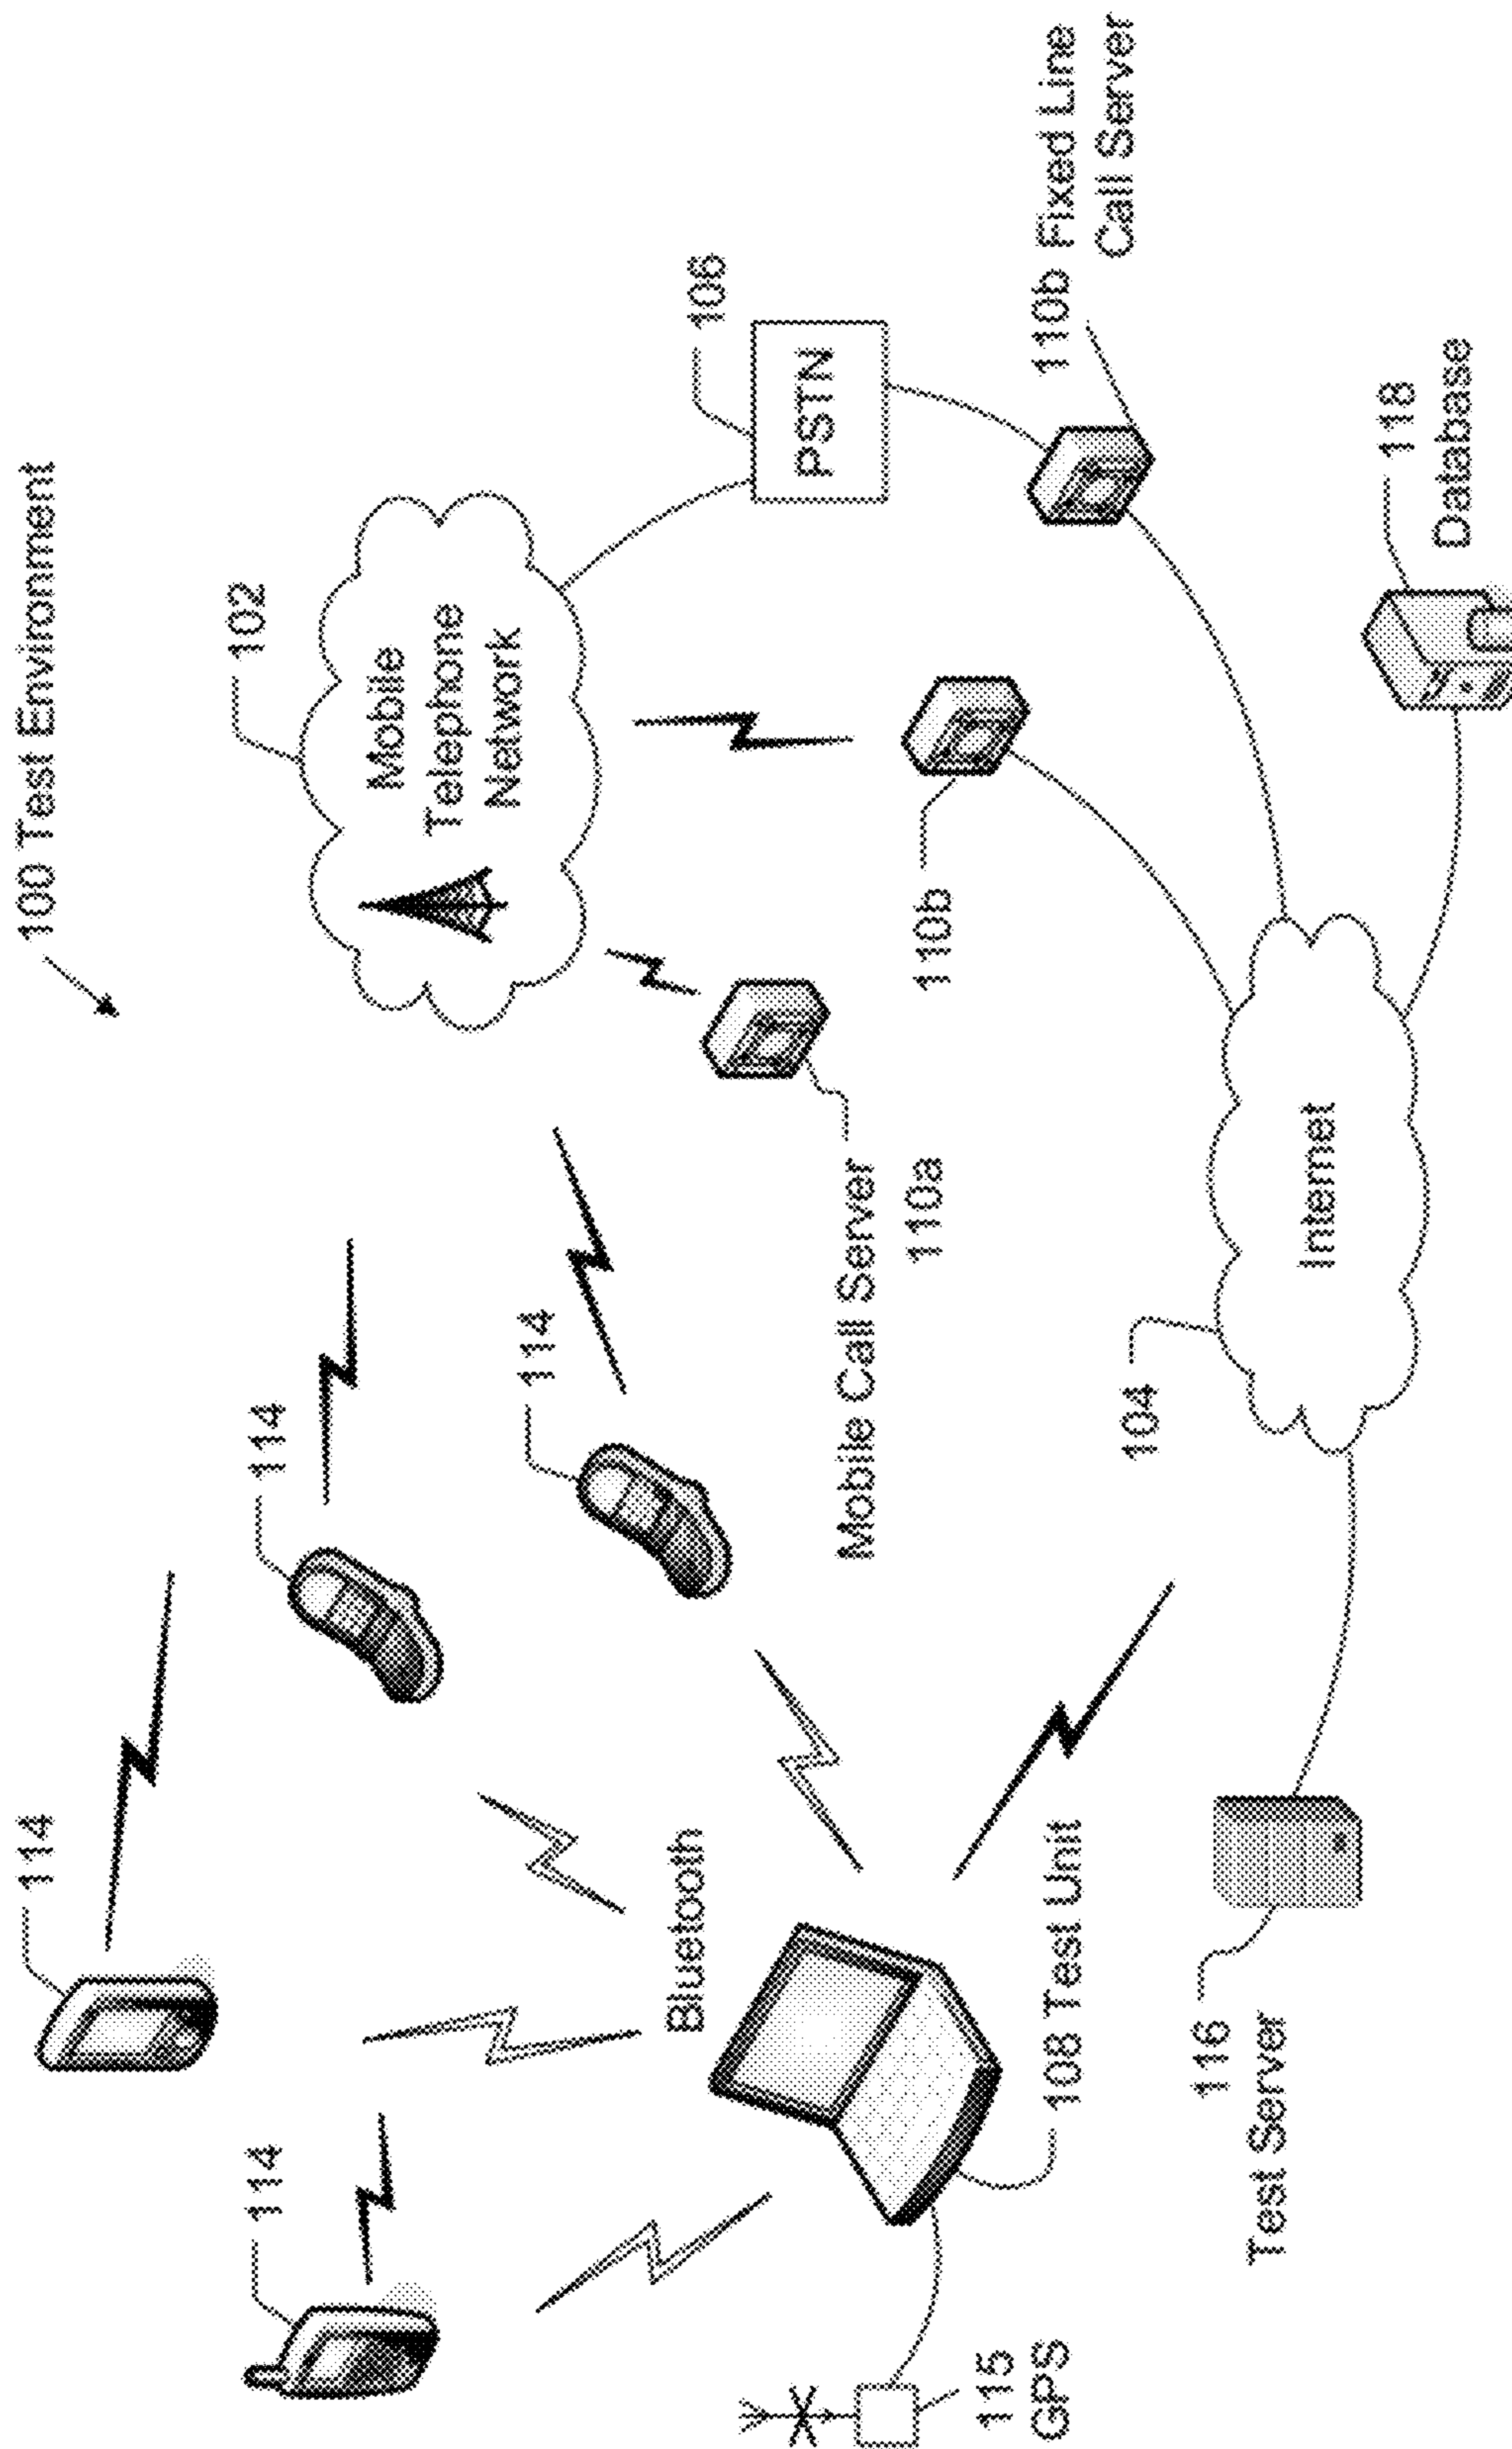 100 Test Environment
114
102
114
114
114
Mobile
Telephone
Network
106
PSTN
Bluetooth
Mobile Call Server
110a
110b
110b Fixed Line
Call Server
115
GPS
108 Test Unit
104
116
Test Server
Internet
118
Database